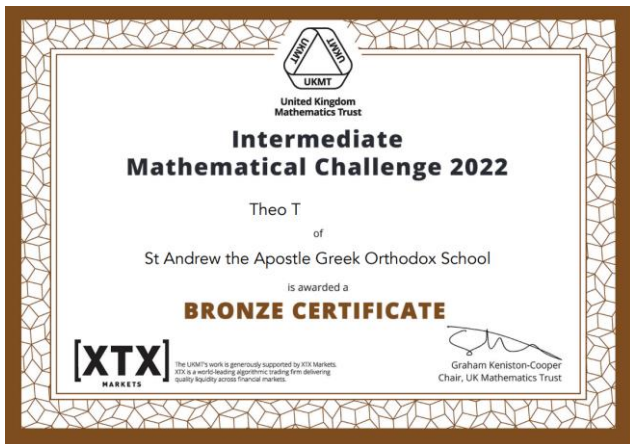 UKMT
UKMT
UKMT
United Kingdom
Mathematics Trust
Intermediate
Mathematical Challenge 2022
Theo T
of
St Andrew the Apostle Greek Orthodox School
is awarded a
BRONZE CERTIFICATE
[XTX]
MARKETS
The UKMT's work is generously supported by XTX Markets.
XTX is a world-leading algorithmic trading firm delivering
quality liquidity across financial markets.
Graham Keniston-Cooper
Chair, UK Mathematics Trust